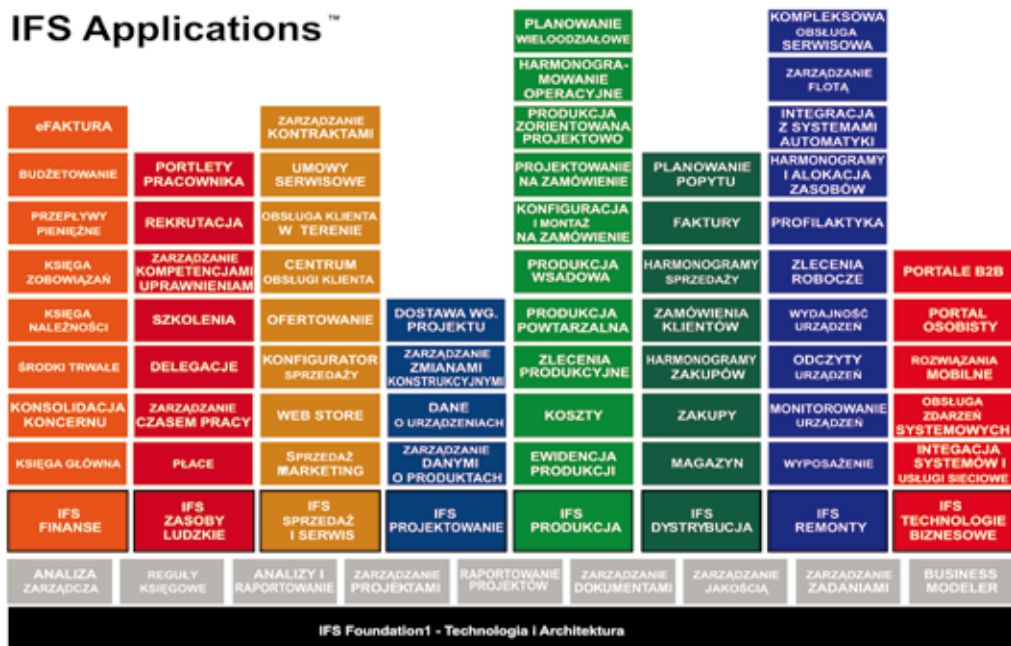 IFS Applications™
PLANOWANIE
WIELOODZIAŁOWE
KOMPLEKSOWA
OBSŁUGA
SERWISOWA
HARMONOGRA-
MOWANIE
OPERACYJNE
ZARZĄDZANIE
FLOTĄ
eFAKTURA
ZARZĄDZANIE
KONTRAKTAMI
PRODUKCJA
ZORIENTOWANA
PROJEKTOWO
INTEGRACJA
Z SYSTEMAMI
AUTOMATYKI
BUDŻETOWANIE
PORTLETY
PRACOWNIKA
UMOWY
SERWISOWE
PROJEKTOWANIE
NA ZAMÓWIENIE
PLANOWANIE
POPYTU
HARMONOGRAMY
I ALOKACJA
ZASOBÓW
PRZEPŁYWY
PIENIĘŻNE
REKRUTACJA
OBSŁUGA KLIENTA
W TERENIE
KONFIGURACJA
I MONTAŻ
NA ZAMÓWIENIE
FAKTURY
PROFILAKTYKA
KSIĘGA
ZOBOWIĄZAŃ
ZARZĄDZANIE
KOMPETENCJAMI
UPRAWNIENIAM
CENTRUM
OBSŁUGI KLIENTA
PRODUKCJA
WSADOWA
HARMONOGRAMY
SPRZEDAŻY
ZLECENIA
ROBOCZE
PORTALE B2B
KSIĘGA
NALEŻNOŚCI
SZKOLENIA
OFERTOWANIE
DOSTAWA WG.
PROJEKTU
PRODUKCJA
POWTARZALNA
ZAMÓWIENIA
KLIENTÓW
WYDAJNOŚĆ
URZĄDZEŃ
PORTAL
OSOBISTY
ŚRODKI TRWAŁE
DELEGACJE
KONFIGURATOR
SPRZEDAŻY
ZARZĄDZANIE
ZMIANAMI
KONSTRUKCYJNYMI
ZLECENIA
PRODUKCYJNE
HARMONOGRAMY
ZAKUPÓW
ODCZYTY
URZĄDZEŃ
ROZWIĄZANIA
MOBILNE
KONSOLIDACJA
KONCERNU
ZARZĄDZANIE
CZASEM PRACY
WEB STORE
DANE
O URZĄDZENIACH
KOSZTY
ZAKUPY
MONITOROWANIE
URZĄDZEŃ
OBSŁUGA
ZDARZEŃ
SYSTEMOWYCH
KSIĘGA GŁÓWNA
PŁACE
SPRZEDAŻ
MARKETING
ZARZĄDZANIE
DANYMI
O PRODUKTACH
EWIDENCJA
PRODUKCJI
MAGAZYN
WYPOSAŻENIE
INTEGACJA
SYSTEMÓW I
USŁUGI SIECIOWE
IFS
FINANSE
IFS
ZASOBY
LUDZKIE
IFS
SPRZEDAŻ
I SERWIS
IFS
PROJEKTOWANIE
IFS
PRODUKCJA
IFS
DYSTRYBUCJA
IFS
REMONTY
IFS
TECHNOLOGIE
BIZNESOWE
ANALIZA
ZARZĄDCZA
REGUŁY
KSIĘGOWE
ANALIZY I
RAPORTOWANIE
ZARZĄDZANIE
PROJEKTAMI
RAPORTOWANIE
PROJEKTÓW
ZARZĄDZANIE
DOKUMENTAMI
ZARZĄDZANIE
JAKOŚCIĄ
ZARZĄDZANIE
ZADANIAMI
BUSINESS
MODELER
IFS Foundation1 - Technologia i Architektura